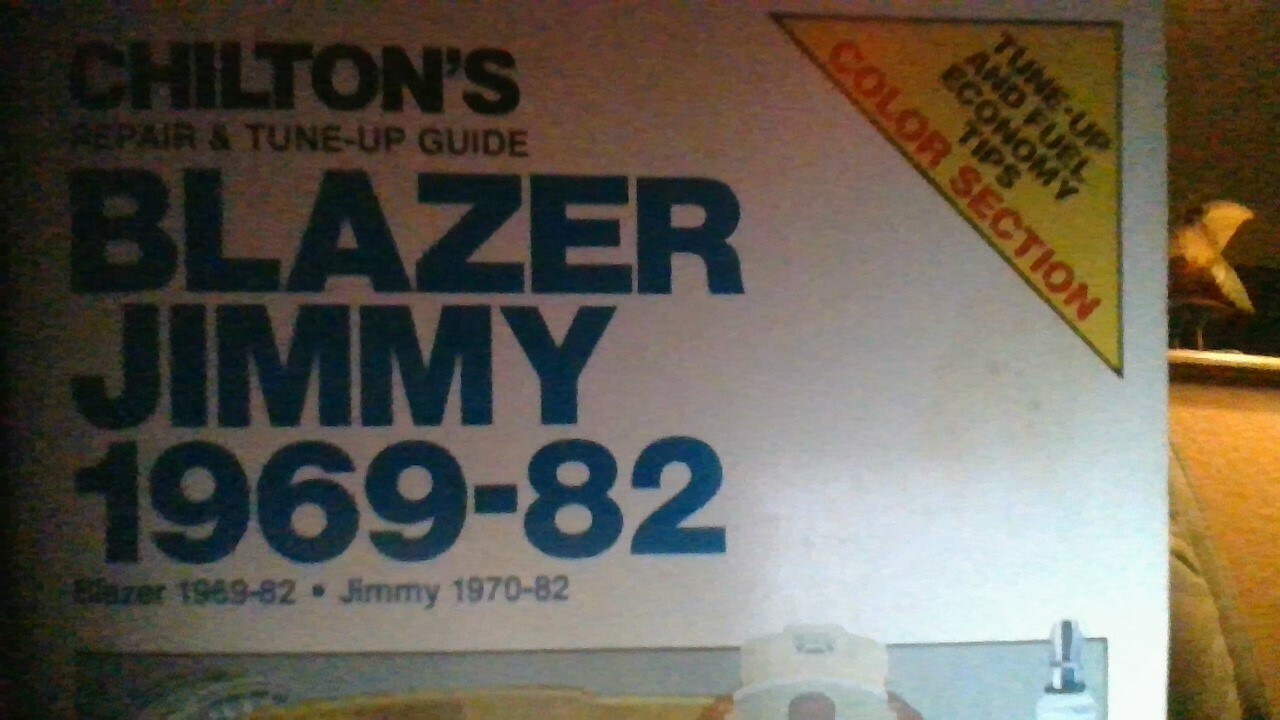 CHILTON'S
REPAIR & TUNE-UP GUIDE
BLAZER
JIMMY
1969-82
Blazer 1969-82 • Jimmy 1970-82
TUNE-UP
AND FUEL
ECONOMY
TIPS
COLOR SECTION